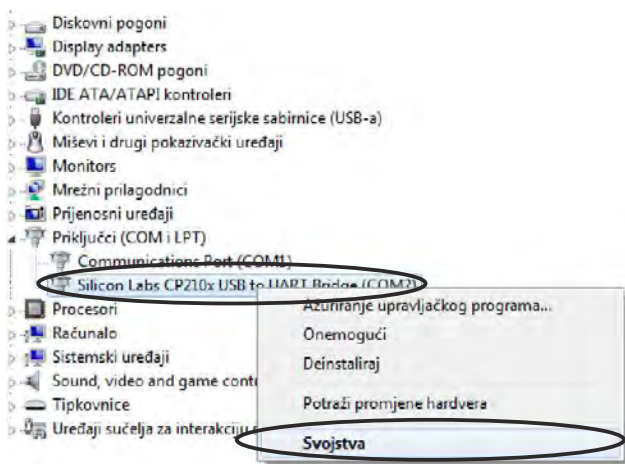 Diskovni pogoni
Display adapters
DVD/CD-ROM pogoni
IDE ATA/ATAPI kontroleri
Kontroleri univerzalne serijske sabirnice (USB-a)
Miševi i drugi pokazivački uređaji
Monitors
Mrežni prilagodnici
Prijenosni uređaji
Priključci (COM i LPT)
Communications Port (COM1)
Silicon Labs CP210x USB to UART Bridge (COM2)
Procesori
Računalo
Sistemski uređaji
Sound, video and game cont
Tipkovnice
Uređaji sučelja za interakciju
Ažuriranje upravljačkog programa...
Onemogući
Deinstaliraj
Potraži promjene hardvera
Svojstva